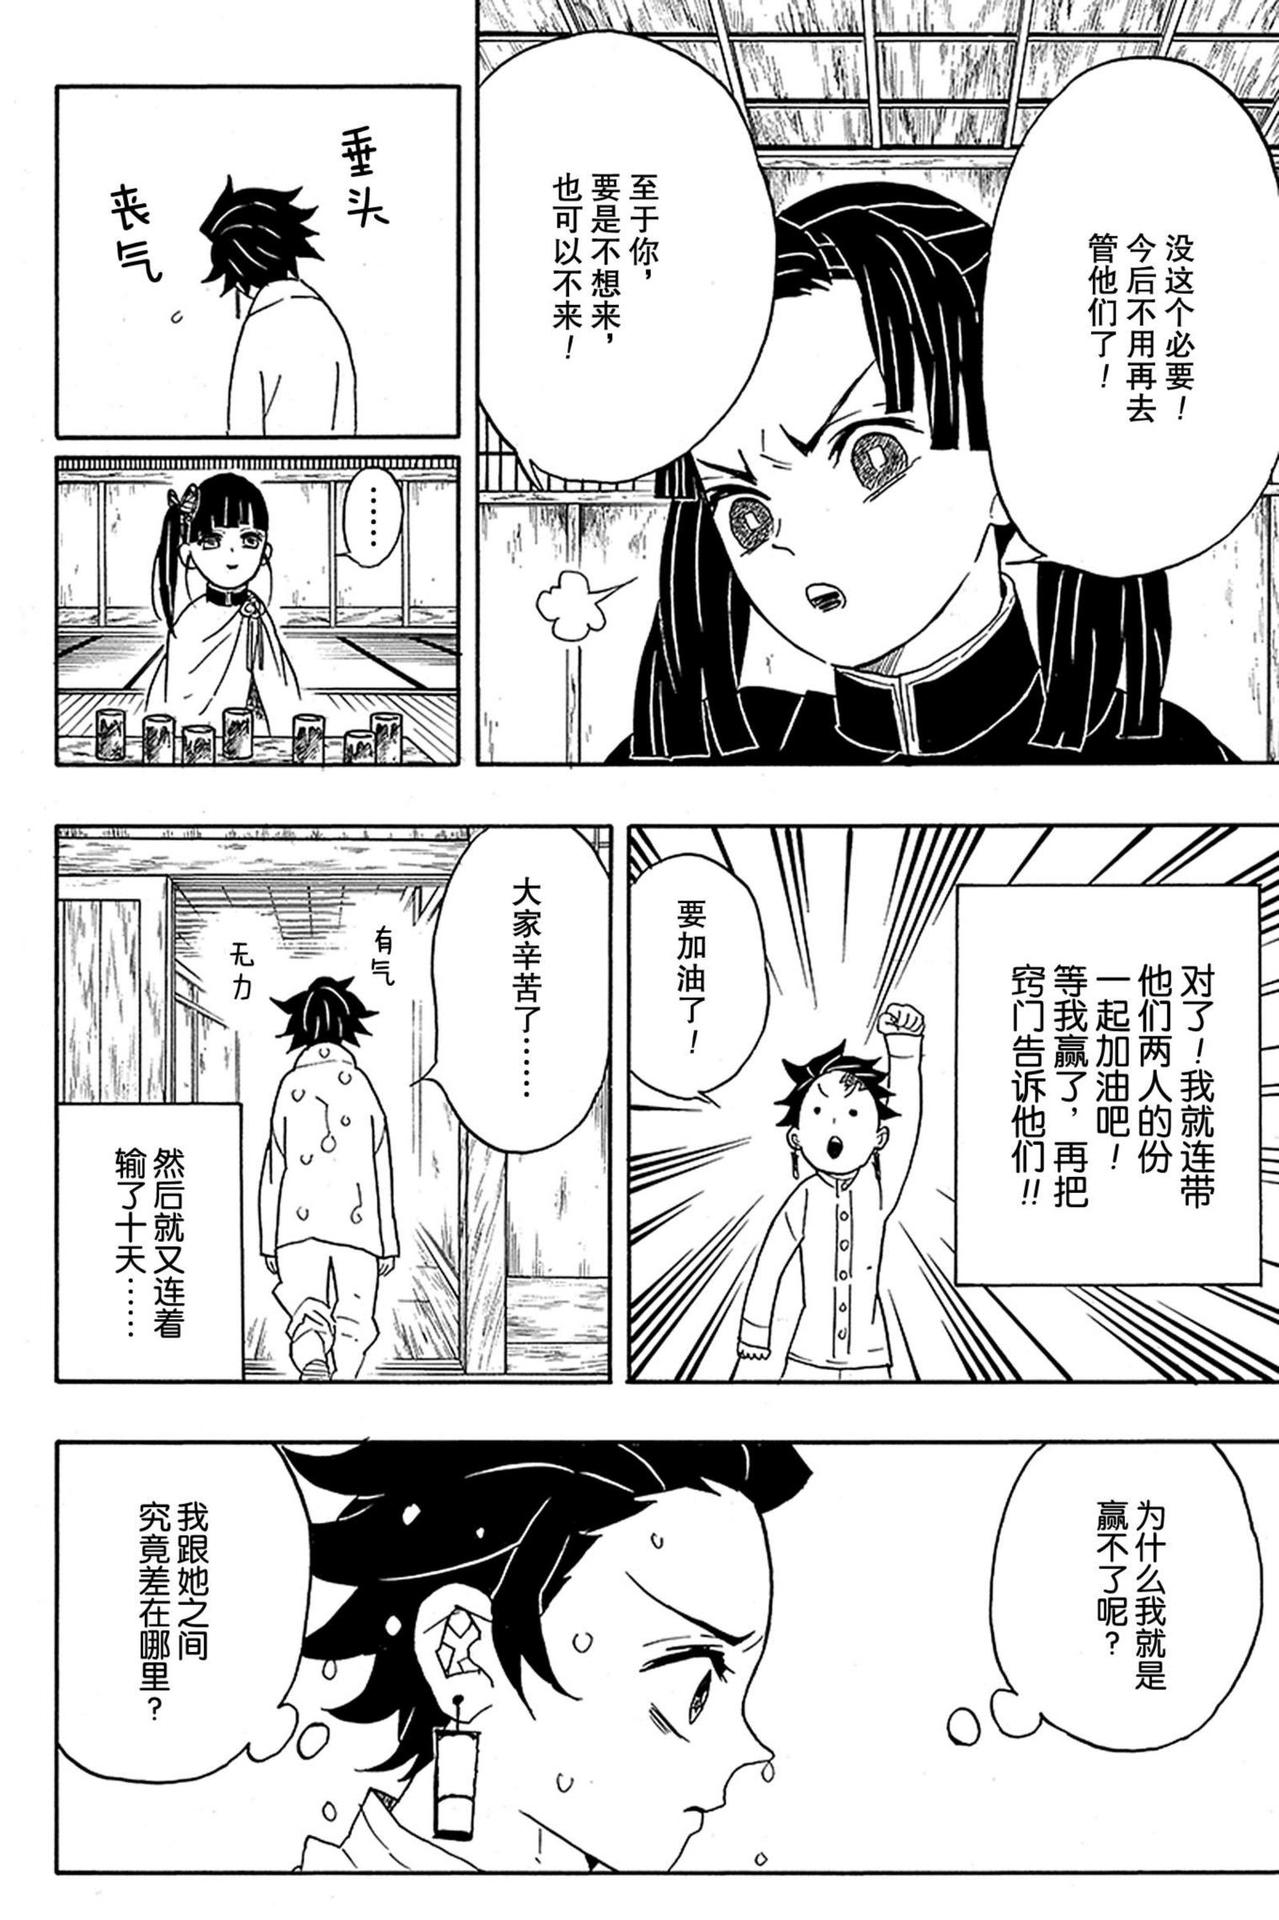 没这个必要！
今后不用再去
管他们了！
至于你，
要是不想来，
也可以不来！
垂头
丧气
……
对了！我就连带
他们两人的份
一起加油吧！
等我赢了，再把
窍门告诉他们！！
要加油了！
大家辛苦了……
有气
无力
然后就又连着
输了十天……
为什么我就是
赢不了呢？
我跟她之间
究竟差在哪里？